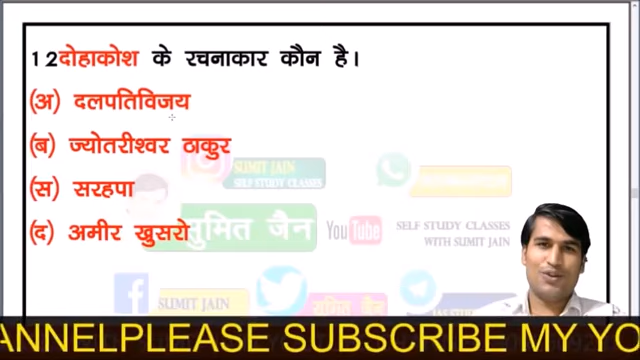 12दोहाकोश के रचनाकार कौन है।
(अ) दलपतिविजय
(ब) ज्योतरीश्वर ठाकुर
(स) सरहपा
(द) अमीर खुसरो
SUMIT JAIN
SELF STUDY CLASSES
सुमित जैन
YouTube
SELF STUDY CLASSES
WITH SUMIT JAIN
SUMIT JAIN
सुमित जैन
ANNELPLEASE SUBSCRIBE MY YO